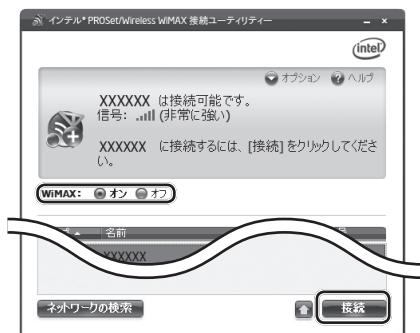 インテル® PROSet/Wireless WiMAX 接続ユーティリティー
intel
オプション ヘルプ
XXXXXX は接続可能です。
信号: (非常に強い)
XXXXXX に接続するには、[接続] をクリックしてくださ
い。
WiMAX: オン オフ
名前
XXXXXX
ネットワークの検索 接続